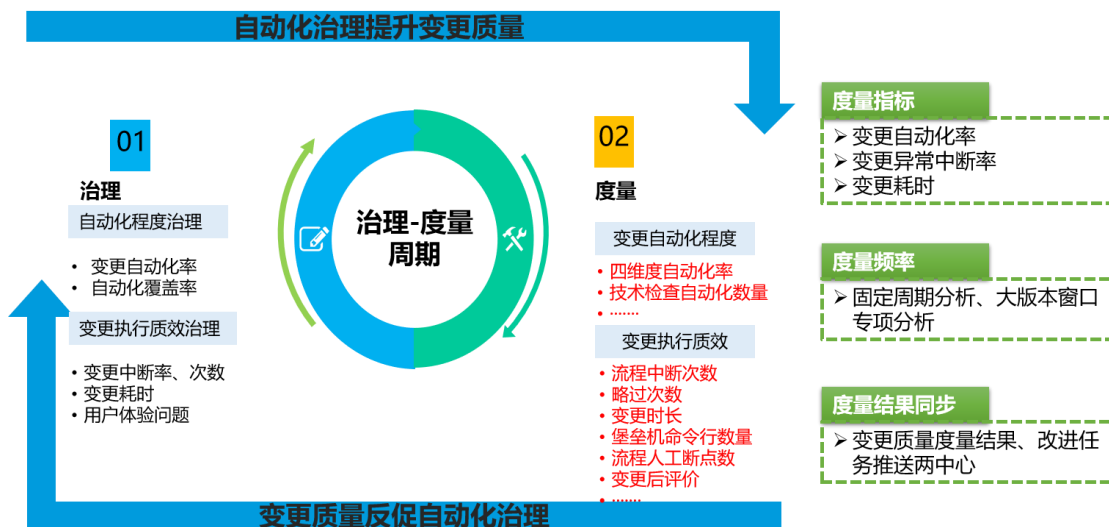 自动化治理提升变更质量
01
治理
自动化程度治理
• 变更自动化率
• 自动化覆盖率
变更执行质效治理
• 变更中断率、次数
• 变更耗时
• 用户体验问题
治理-度量
周期
02
度量
变更自动化程度
• 四维度自动化率
• 技术检查自动化数量
• .......
变更执行质效
• 流程中断次数
• 略过次数
• 变更时长
• 堡垒机命令行数量
• 流程人工断点数
• 变更后评价
• .......
变更质量反促自动化治理
度量指标
➢ 变更自动化率
➢ 变更异常中断率
➢ 变更耗时
度量频率
➢ 固定周期分析、大版本窗口
专项分析
度量结果同步
➢ 变更质量度量结果、改进任
务推送两中心